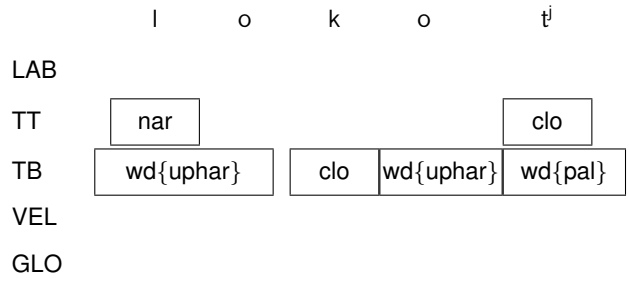 l o k o tʲ
LAB
TT nar clo
TB wd{uphar} clo wd{uphar} wd{pal}
VEL
GLO